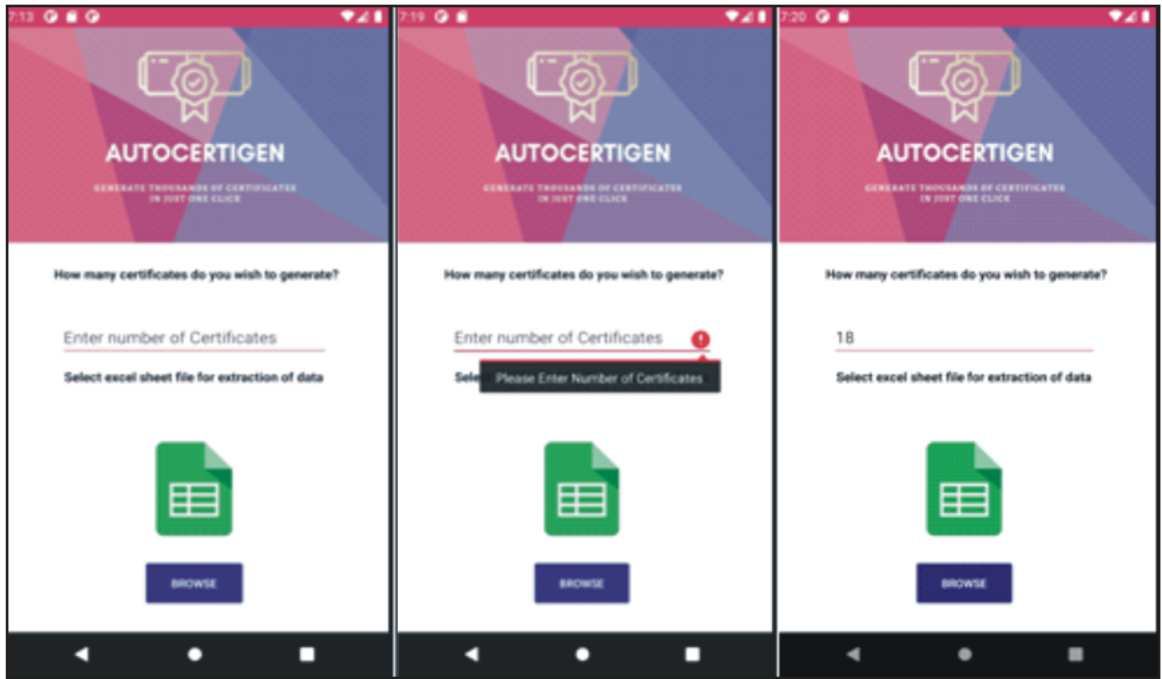 7:13
AUTOCERTIGEN
GENERATE THOUSANDS OF CERTIFICATES
IN JUST ONE CLICK
How many certificates do you wish to generate?
Enter number of Certificates
Select excel sheet file for extraction of data
BROWSE
7:19
AUTOCERTIGEN
GENERATE THOUSANDS OF CERTIFICATES
IN JUST ONE CLICK
How many certificates do you wish to generate?
Enter number of Certificates
Sele
Please Enter Number of Certificates
BROWSE
7:20
AUTOCERTIGEN
GENERATE THOUSANDS OF CERTIFICATES
IN JUST ONE CLICK
How many certificates do you wish to generate?
18
Select excel sheet file for extraction of data
BROWSE